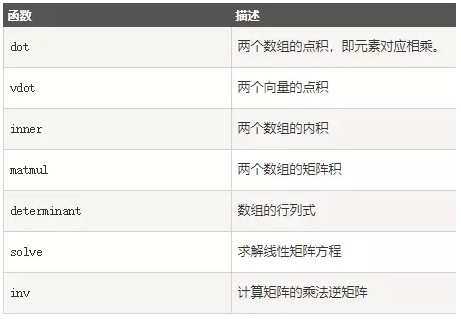 函数 描述
dot 两个数组的点积，即元素对应相乘。
vdot 两个向量的点积
inner 两个数组的内积
matmul 两个数组的矩阵积
determinant 数组的行列式
solve 求解线性矩阵方程
inv 计算矩阵的乘法逆矩阵